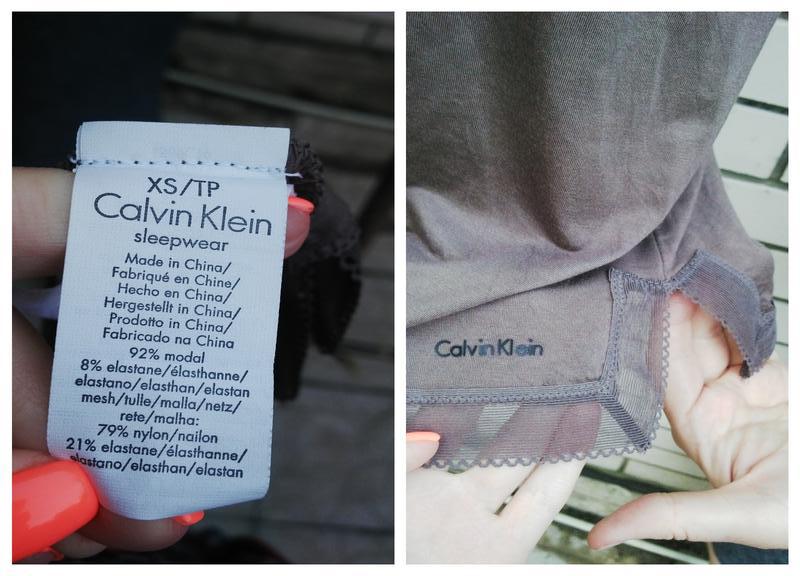 XS/TP
Calvin Klein
sleepwear
Made in China/
Fabriqué en Chine/
Hecho en China/
Hergestellt in China/
Prodotto in China/
Fabricado na China
92% modal
8% elastane/élasthanne/
elastano/elasthan/elastan
mesh/tulle/malla/netz/
rete/malha:
79% nylon/nailon
21% elastane/élasthanne/
elastano/elasthan/elastan
Calvin Klein